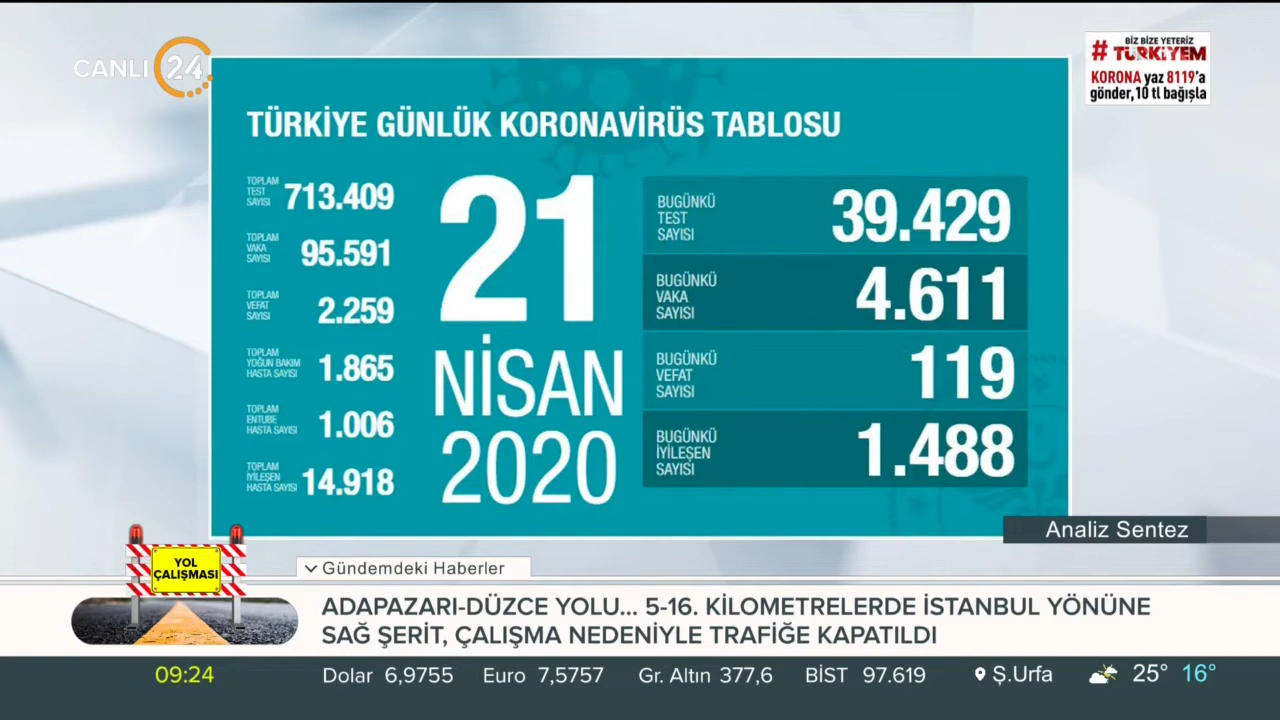 CANLI 24
BİZ BİZE YETERİZ
# TÜRKİYEM
KORONA yaz 8119'a
gönder, 10 tl bağışla
TÜRKİYE GÜNLÜK KORONAVİRÜS TABLOSU
TOPLAM
TEST
SAYISI
713.409
TOPLAM
VAKA
SAYISI
95.591
TOPLAM
VEFAT
SAYISI
2.259
TOPLAM
YOĞUN BAKIM
HASTA SAYISI
1.865
TOPLAM
ENTUBE
HASTA SAYISI
1.006
TOPLAM
İYİLEŞEN
HASTA SAYISI
14.918
21
NİSAN
2020
BUGÜNKÜ
TEST
SAYISI
39.429
BUGÜNKÜ
VAKA
SAYISI
4.611
BUGÜNKÜ
VEFAT
SAYISI
119
BUGÜNKÜ
İYİLEŞEN
SAYISI
1.488
Analiz Sentez
YOL
ÇALIŞMASI
Gündemdeki Haberler
ADAPAZARI-DÜZCE YOLU... 5-16. KİLOMETRELERDE İSTANBUL YÖNÜNE
SAĞ ŞERİT, ÇALIŞMA NEDENİYLE TRAFİĞE KAPATILDI
09:24 Dolar 6,9755 Euro 7,5757 Gr. Altın 377,6 BİST 97.619 Ş.Urfa 25° 16°